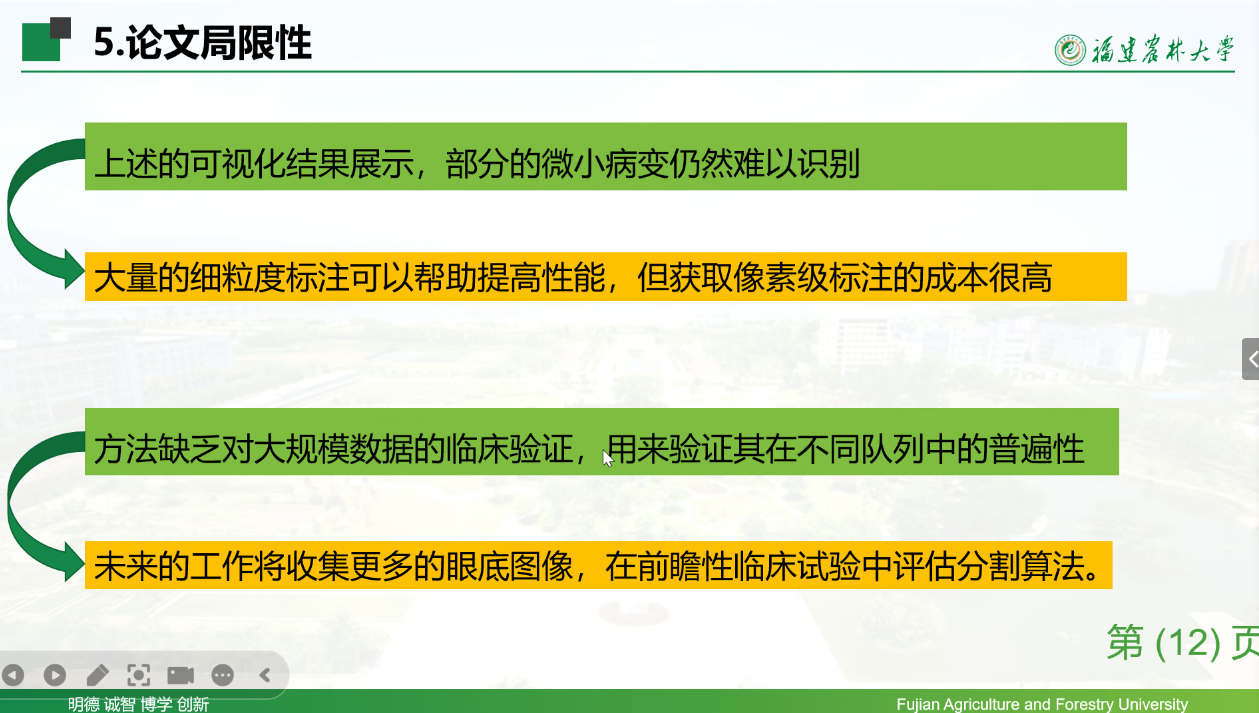 5.论文局限性
福建农林大学
上述的可视化结果展示，部分的微小病变仍然难以识别
大量的细粒度标注可以帮助提高性能，但获取像素级标注的成本很高
方法缺乏对大规模数据的临床验证，用来验证其在不同队列中的普遍性
未来的工作将收集更多的眼底图像，在前瞻性临床试验中评估分割算法。
第 (12) 页
明德 诚智 博学 创新
Fujian Agriculture and Forestry University